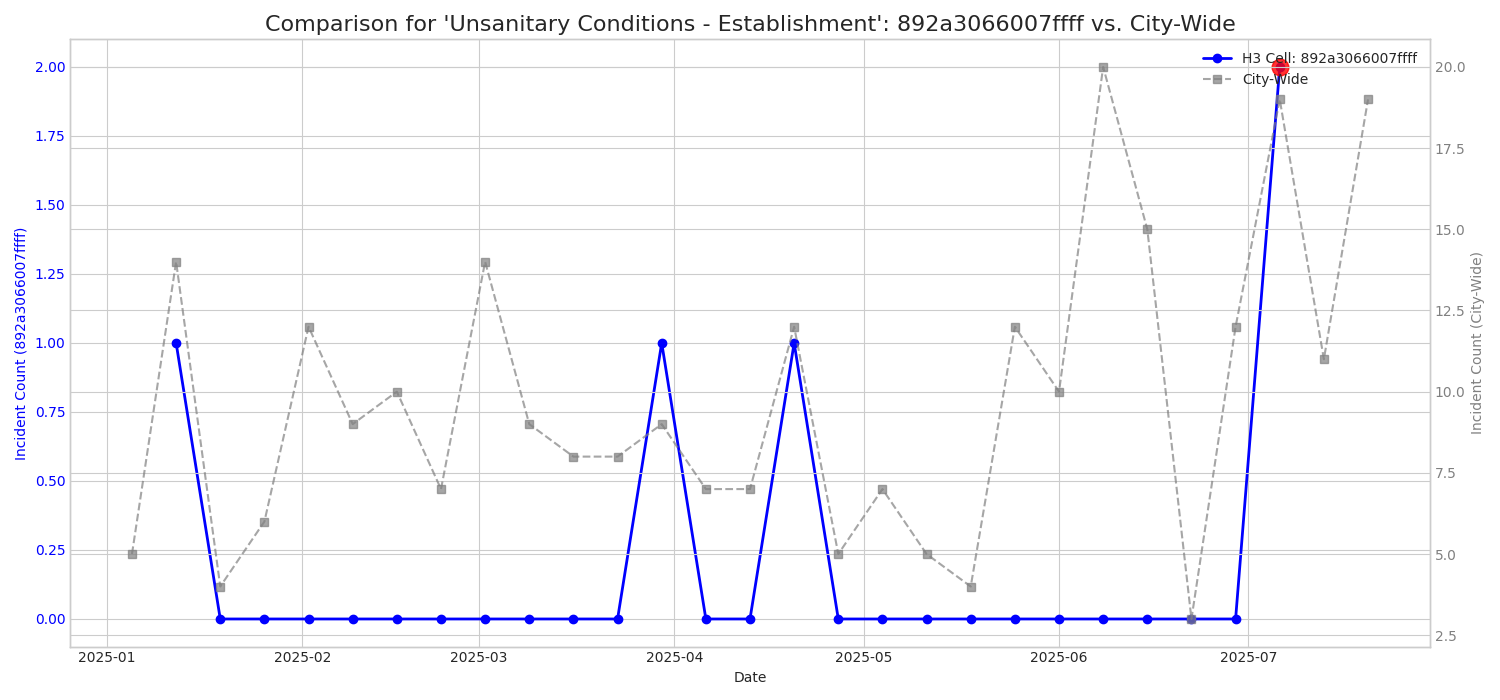 Comparison for 'Unsanitary Conditions - Establishment': 892a3066007ffff vs. City-Wide
H3 Cell: 892a3066007ffff
City-Wide
Incident Count (892a3066007ffff)
2.00
1.75
1.50
1.25
1.00
0.75
0.50
0.25
0.00
20.0
17.5
15.0
12.5
10.0
7.5
5.0
2.5
Incident Count (City-Wide)
2025-01 2025-02 2025-03 2025-04 2025-05 2025-06 2025-07
Date